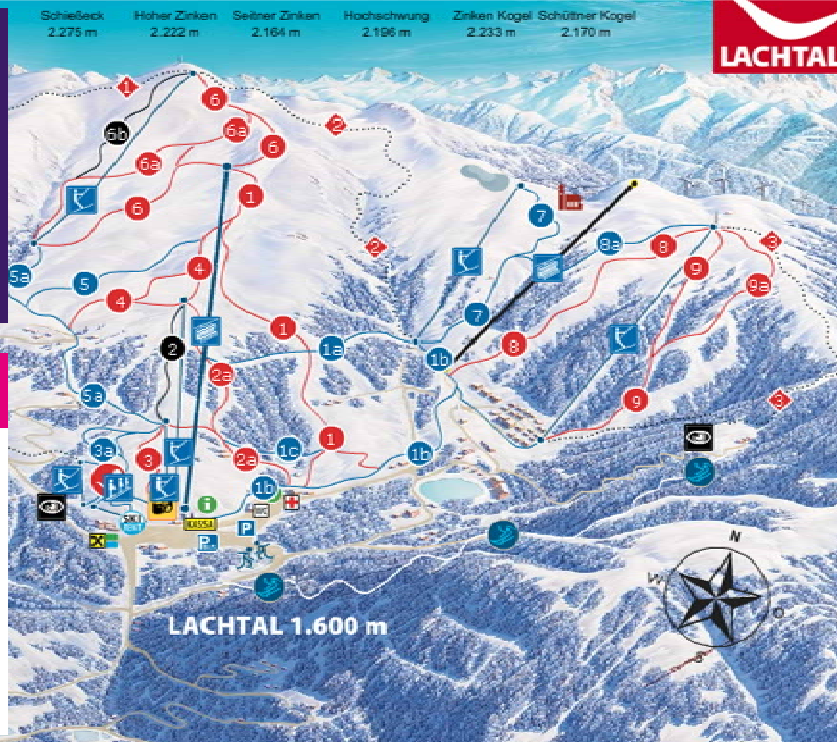 Schießeck Hoher Zinken Seitner Zinken Hochschwung Zinken Kogel Schüttner Kogel
2.275 m 2.222 m 2.164 m 2.196 m 2.233 m 2.170 m
LACHTAL
1
6
6b
6a
2
6
6a
1
6
7
5a
5
4
4
2
8a
8
3
9
9a
7
1
8
2
1a
1b
2a
5a
9
3
3a
3
2a
1c
1
1b
1b
i
KASSA
P
P
LACHTAL 1.600 m
N
W
O
S